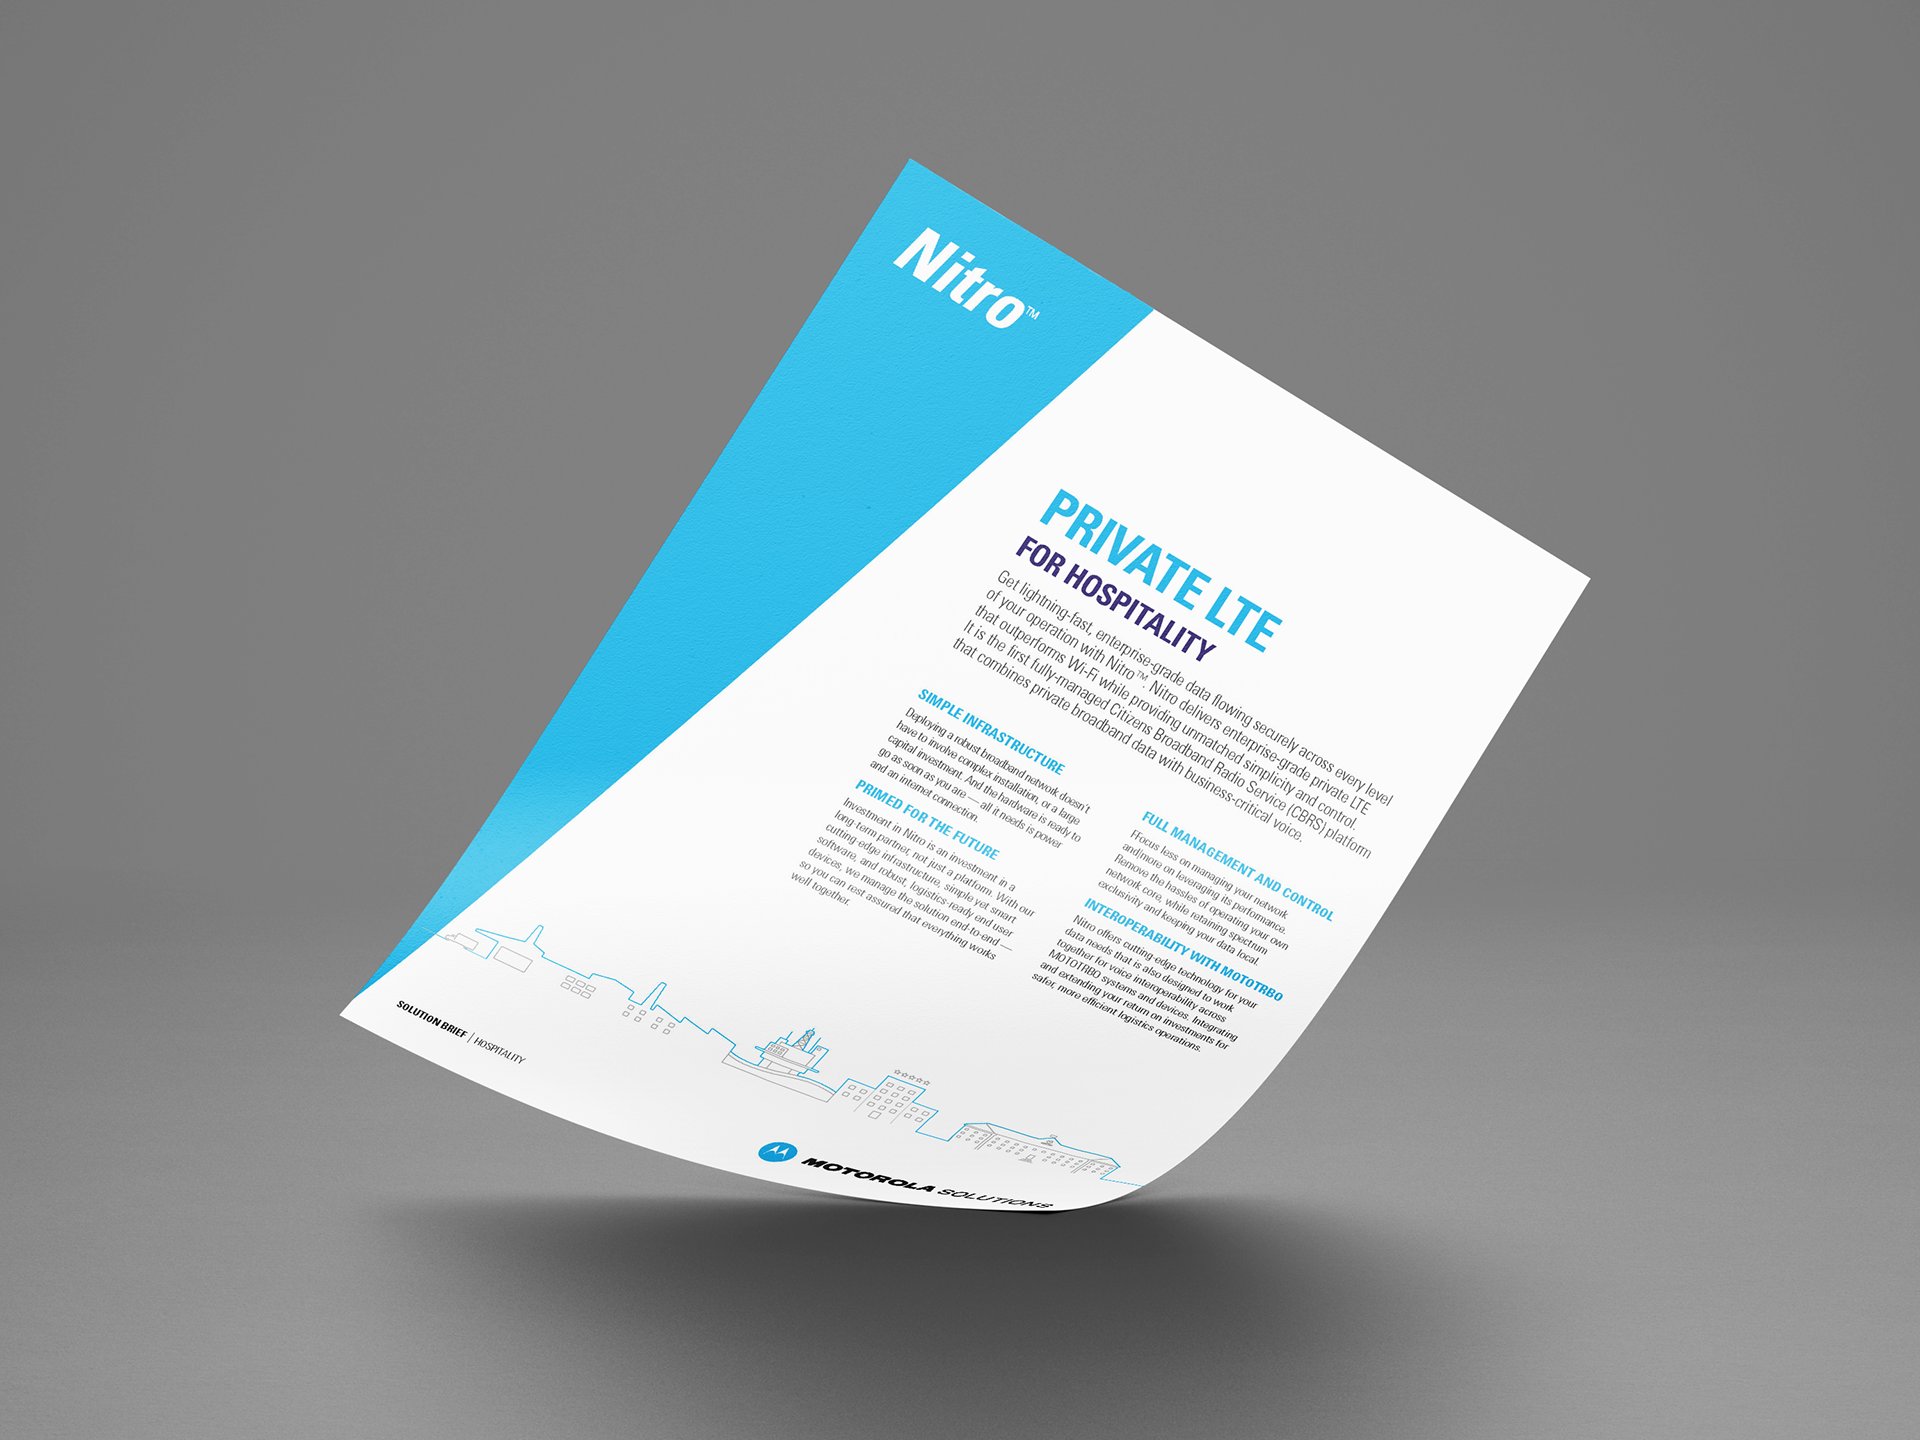 Nitro™
PRIVATE LTE
FOR HOSPITALITY
Get lightning-fast, enterprise-grade data flowing securely across every level
of your operation with Nitro™. Nitro delivers enterprise-grade private LTE
that outperforms Wi-Fi while providing unmatched simplicity and control.
It is the first fully-managed Citizens Broadband Radio Service (CBRS) platform
that combines private broadband data with business-critical voice.
SIMPLE INFRASTRUCTURE
Deploying a robust broadband network doesn't
have to involve complex installation, or a large
capital investment. And the hardware is ready to
go as soon as you are — all it needs is power
and an internet connection.
PRIMED FOR THE FUTURE
Investment in Nitro is an investment in a
long-term partner, not just a platform. With our
cutting-edge infrastructure, simple yet smart
software, and robust, logistics-ready end user
devices, we manage the solution end-to-end —
so you can rest assured that everything works
well together.
FULL MANAGEMENT AND CONTROL
FFocus less on managing your network
and|more on leveraging its performance.
Remove the hassles of operating your own
network core, while retaining spectrum
exclusivity and keeping your data local.
INTEROPERABILITY WITH MOTOTRBO
Nitro offers cutting-edge technology for your
data needs that is also designed to work
together for voice interoperability across
MOTOTRBO systems and devices. Integrating
and extending your return on investments for
safer, more efficient logistics operations.
SOLUTION BRIEF | HOSPITALITY
MOTOROLA SOLUTIONS